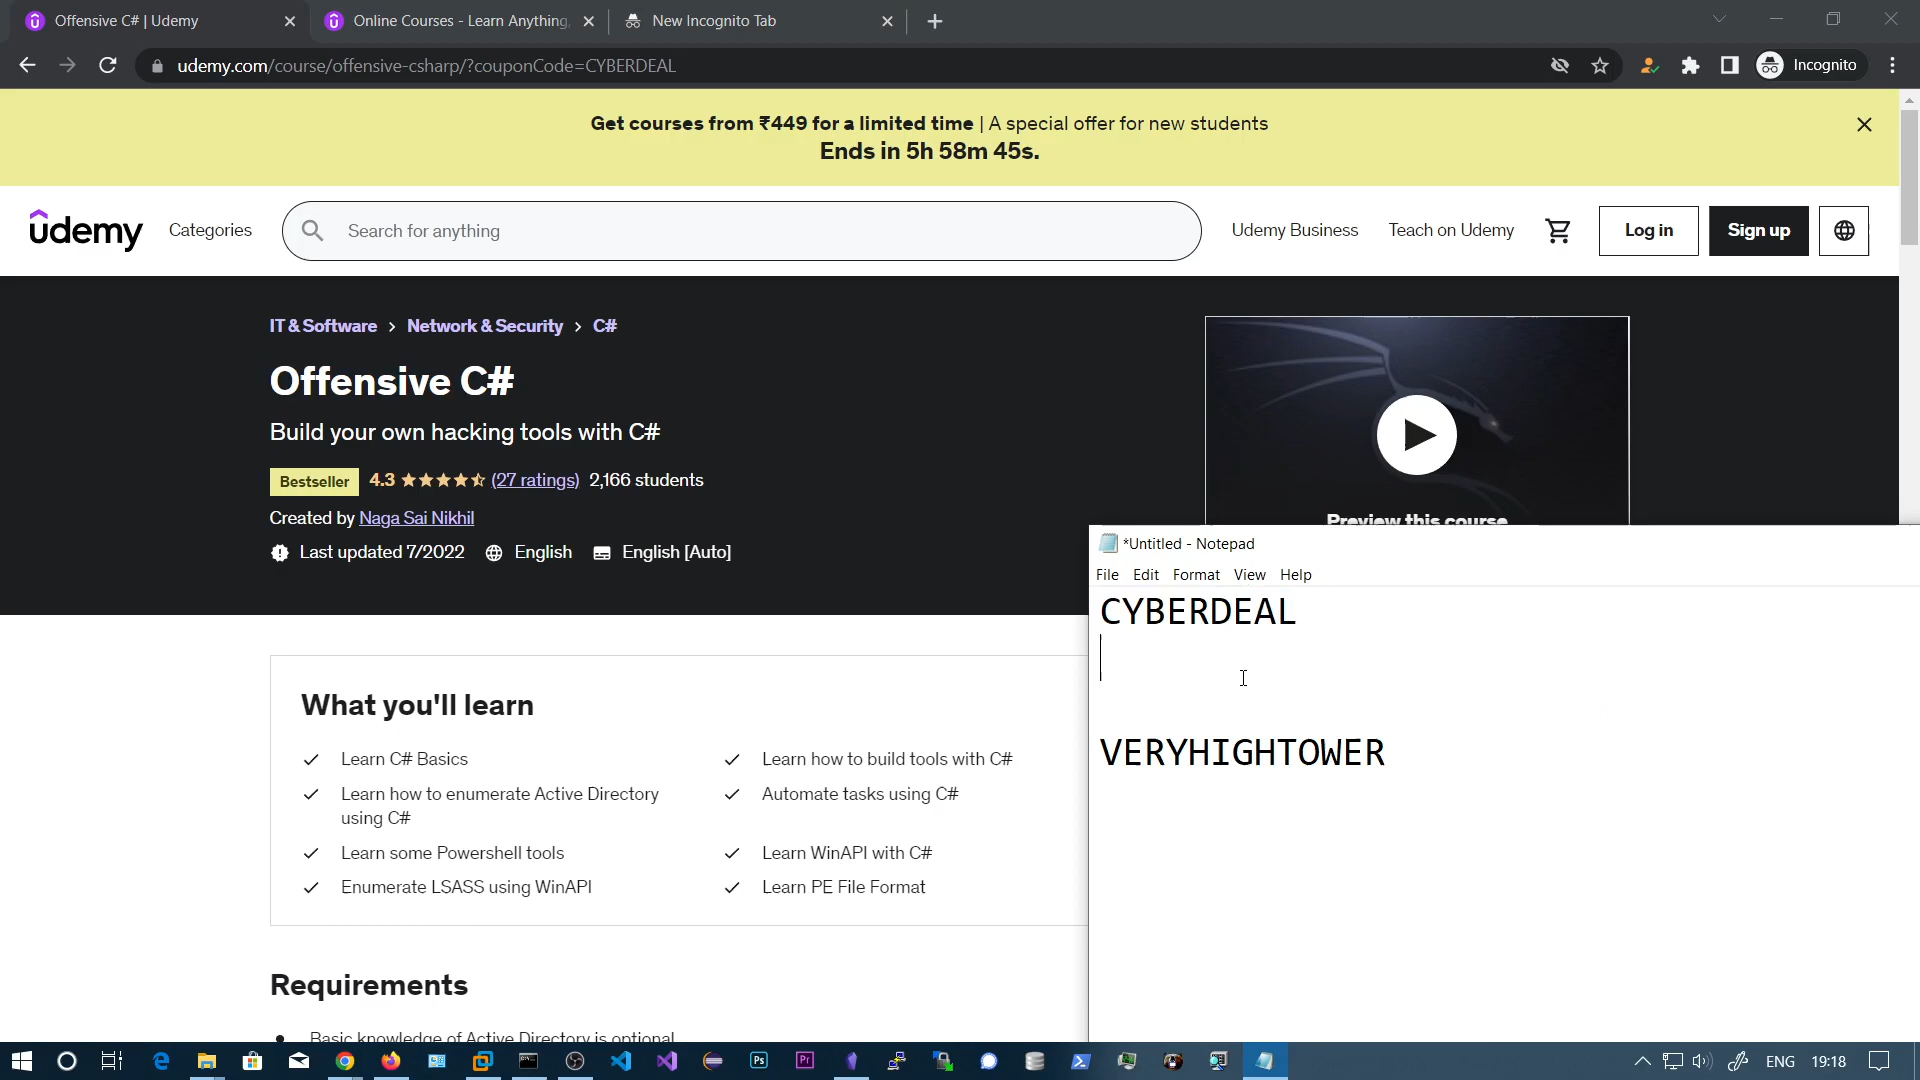 Offensive C# | Udemy
Online Courses - Learn Anything,
New Incognito Tab
udemy.com/course/offensive-csharp/?couponCode=CYBERDEAL
Incognito
Get courses from ₹449 for a limited time | A special offer for new students
Ends in 5h 58m 45s.
udemy
Categories
Search for anything
Udemy Business
Teach on Udemy
Log in
Sign up
IT & Software > Network & Security > C#
Offensive C#
Build your own hacking tools with C#
Bestseller 4.3 (27 ratings) 2,166 students
Created by Naga Sai Nikhil
Last updated 7/2022 English English [Auto]
Preview this course
*Untitled - Notepad
File Edit Format View Help
CYBERDEAL
VERYHIGHTOWER
What you'll learn
Learn C# Basics
Learn how to build tools with C#
Learn how to enumerate Active Directory
using C#
Automate tasks using C#
Learn some Powershell tools
Learn WinAPI with C#
Enumerate LSASS using WinAPI
Learn PE File Format
Requirements
Basic knowledge of Active Directory is optional
Ps
Pr
ENG
19:18